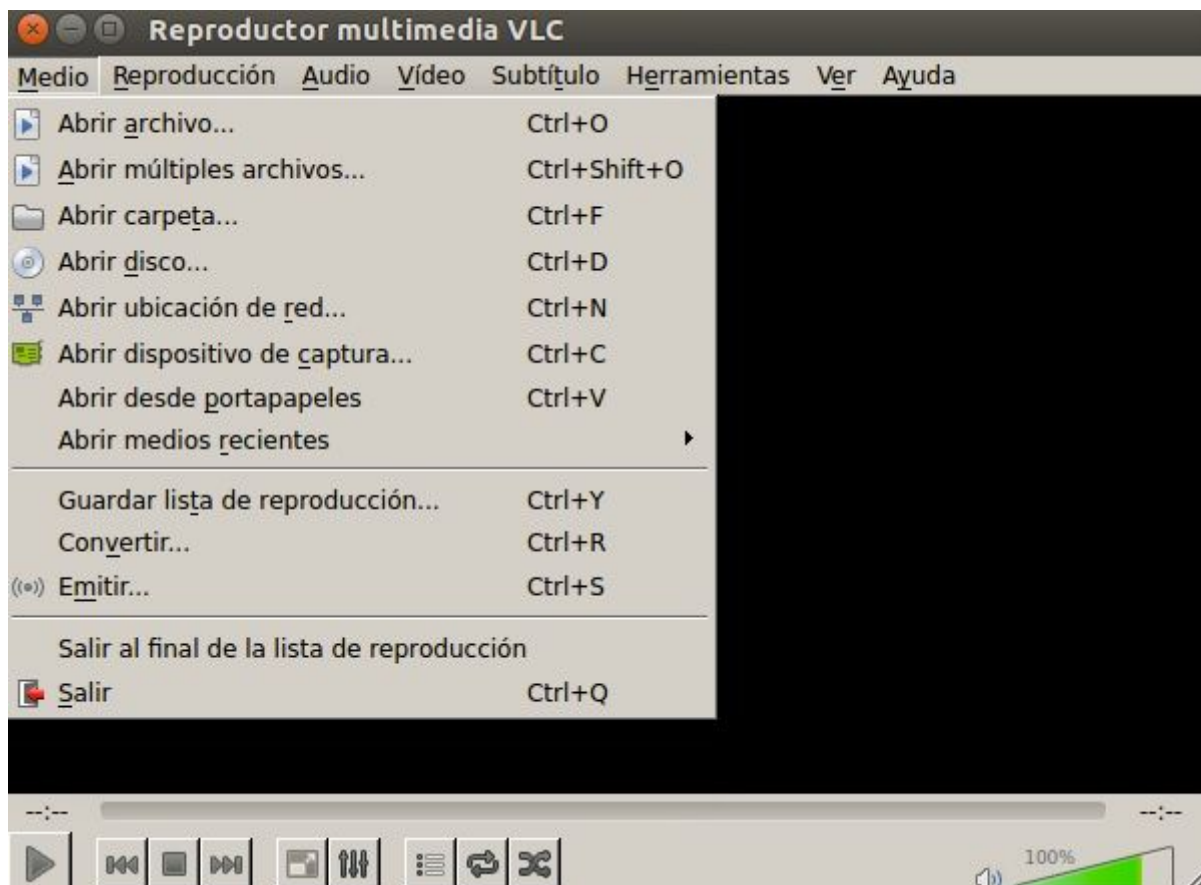 Reproductor multimedia VLC
Medio Reproducción Audio Vídeo Subtítulo Herramientas Ver Ayuda
Abrir archivo... Ctrl+O
Abrir múltiples archivos... Ctrl+Shift+O
Abrir carpeta... Ctrl+F
Abrir disco... Ctrl+D
Abrir ubicación de red... Ctrl+N
Abrir dispositivo de captura... Ctrl+C
Abrir desde portapapeles Ctrl+V
Abrir medios recientes
Guardar lista de reproducción... Ctrl+Y
Convertir... Ctrl+R
Emitir... Ctrl+S
Salir al final de la lista de reproducción
Salir Ctrl+Q
--:-- --:--
100%